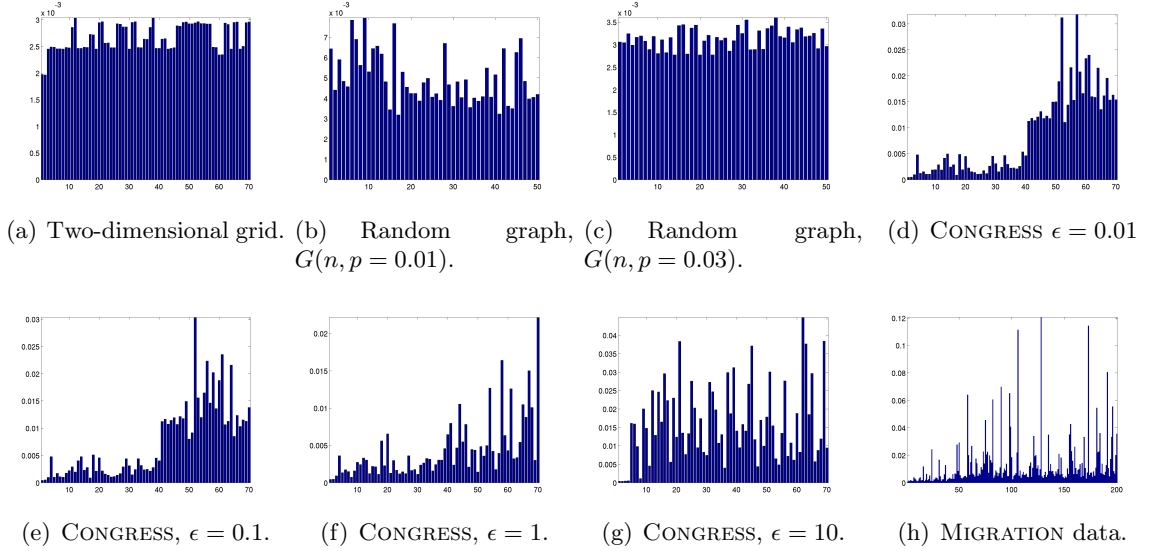 x 10⁻³
3
2.5
2
1.5
1
0.5
0
10 20 30 40 50 60 70
x 10⁻³
7
6
5
4
3
2
1
0
10 20 30 40 50
x 10⁻³
3.5
3
2.5
2
1.5
1
0.5
0
10 20 30 40 50
0.03
0.025
0.02
0.015
0.01
0.005
0
10 20 30 40 50 60 70
(a) Two-dimensional grid.
(b) Random graph,
G(n, p = 0.01).
(c) Random graph,
G(n, p = 0.03).
(d) CONGRESS ϵ = 0.01
0.03
0.025
0.02
0.015
0.01
0.005
0
10 20 30 40 50 60 70
0.02
0.015
0.01
0.005
0
10 20 30 40 50 60 70
0.04
0.035
0.03
0.025
0.02
0.015
0.01
0.005
0
10 20 30 40 50 60 70
0.12
0.1
0.08
0.06
0.04
0.02
0
50 100 150 200
(e) CONGRESS, ϵ = 0.1.
(f) CONGRESS, ϵ = 1.
(g) CONGRESS, ϵ = 10.
(h) MIGRATION data.